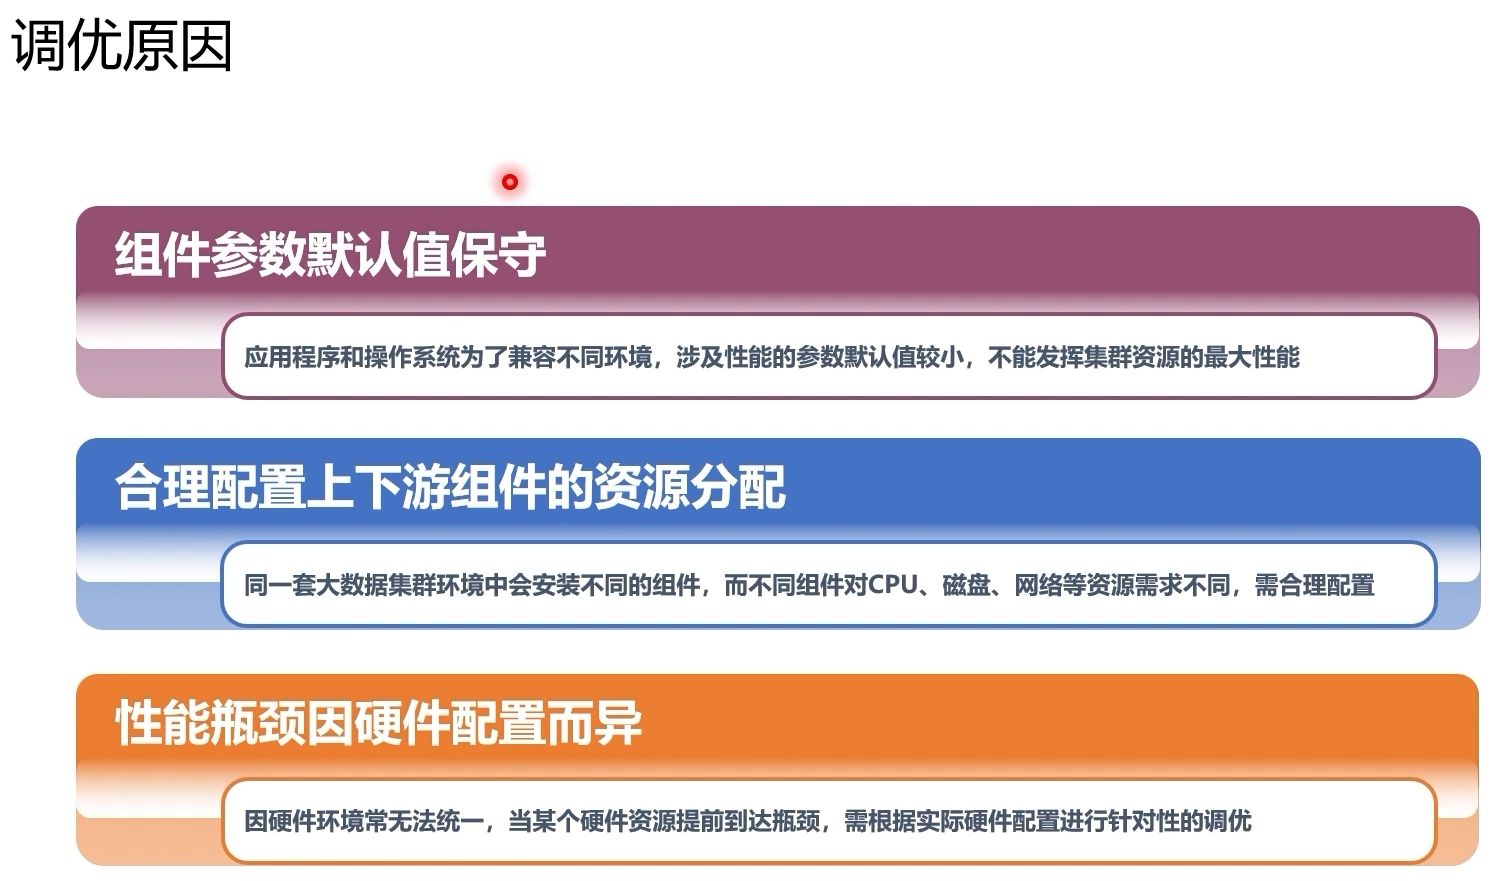 调优原因
组件参数默认值保守
应用程序和操作系统为了兼容不同环境，涉及性能的参数默认值较小，不能发挥集群资源的最大性能
合理配置上下游组件的资源分配
同一套大数据集群环境中会安装不同的组件，而不同组件对CPU、磁盘、网络等资源需求不同，需合理配置
性能瓶颈因硬件配置而异
因硬件环境常无法统一，当某个硬件资源提前到达瓶颈，需根据实际硬件配置进行针对性的调优